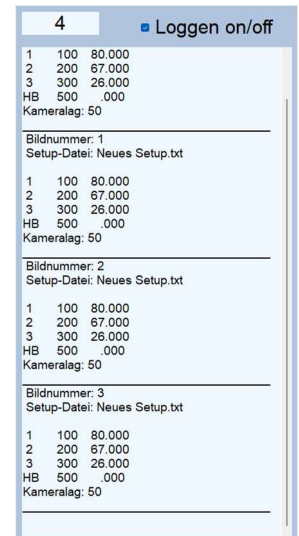 4 Loggen on/off
1 100 80.000
2 200 67.000
3 300 26.000
HB 500 .000
Kameralag: 50
Bildnummer: 1
Setup-Datei: Neues Setup.txt
1 100 80.000
2 200 67.000
3 300 26.000
HB 500 .000
Kameralag: 50
Bildnummer: 2
Setup-Datei: Neues Setup.txt
1 100 80.000
2 200 67.000
3 300 26.000
HB 500 .000
Kameralag: 50
Bildnummer: 3
Setup-Datei: Neues Setup.txt
1 100 80.000
2 200 67.000
3 300 26.000
HB 500 .000
Kameralag: 50